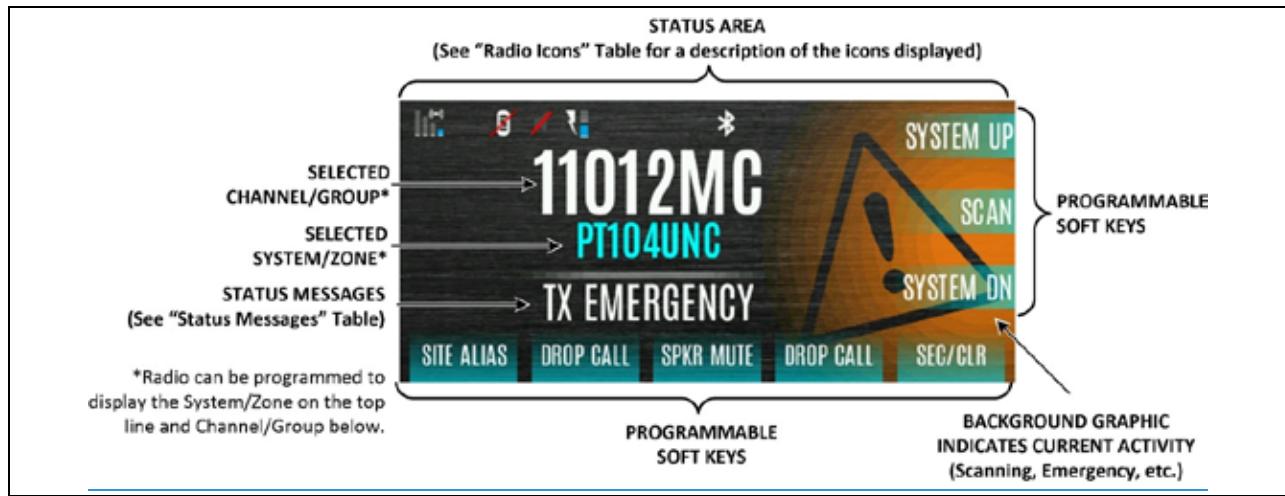 STATUS AREA
(See “Radio Icons” Table for a description of the icons displayed)
SELECTED
CHANNEL/GROUP*
SELECTED
SYSTEM/ZONE*
STATUS MESSAGES
(See “Status Messages” Table)
*Radio can be programmed to
display the System/Zone on the top
line and Channel/Group below.
11012MC
PT104UNC
TX EMERGENCY
SYSTEM UP
SCAN
SYSTEM DN
SITE ALIAS DROP CALL SPKR MUTE DROP CALL SEC/CLR
PROGRAMMABLE
SOFT KEYS
PROGRAMMABLE
SOFT KEYS
BACKGROUND GRAPHIC
INDICATES CURRENT ACTIVITY
(Scanning, Emergency, etc.)